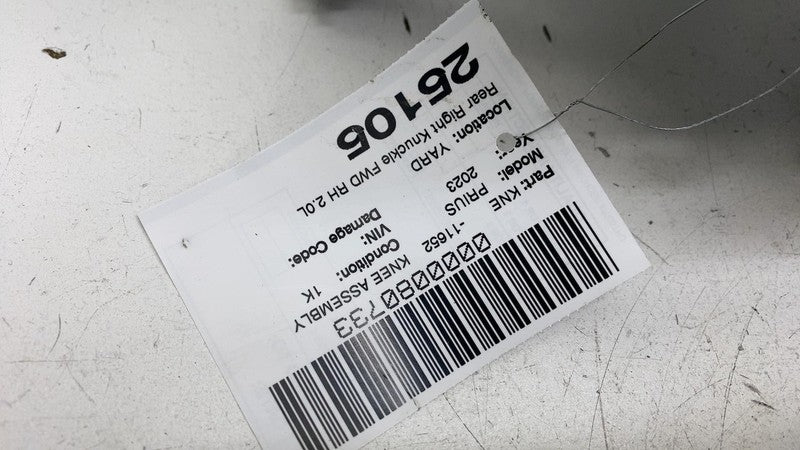 0000080733
Part: KNE -11652 KNEE ASSEMBLY
Model: PRIUS Condition: 1K
Year: 2023 VIN:
Location: YARD Damage Code:
Rear Right Knuckle FWD RH 2.0L
25105